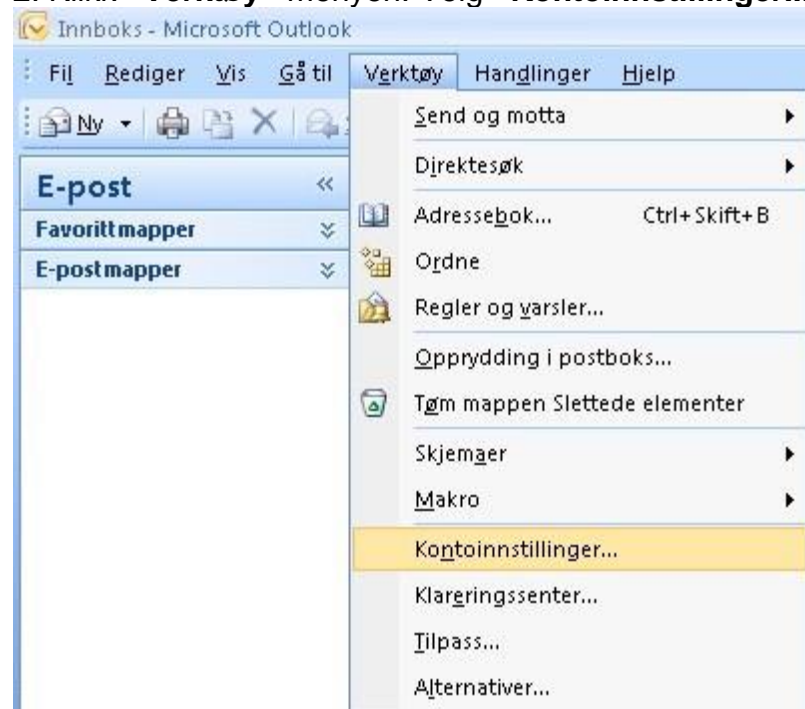 Innboks - Microsoft Outlook
Fil Rediger Vis Gå til Verktøy Handlinger Hjelp
Ny
E-post «
Favorittmapper
E-postmapper
Send og motta
Direktesøk
Adressebok... Ctrl+Skift+B
Ordne
Regler og varsler...
Opprydding i postboks...
Tøm mappen Slettede elementer
Skjemaer
Makro
Kontoinnstillinger...
Klareringssenter...
Tilpass...
Alternativer...